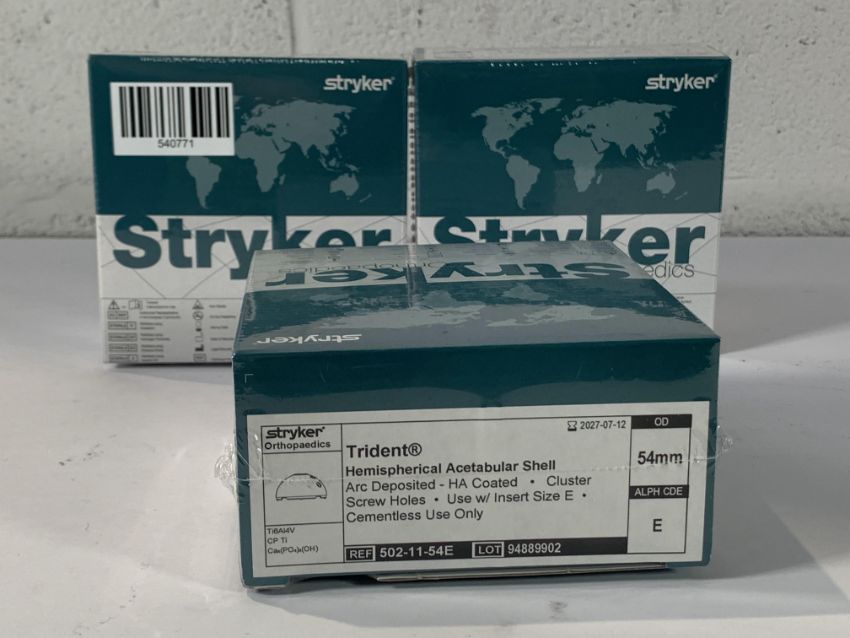 stryker®
540771
Stryker
stryker®
Stryker
Stryker
Orthopaedics
stryker
stryker®
Orthopaedics
2027-07-12
OD
Trident®
Hemispherical Acetabular Shell
54mm
Arc Deposited - HA Coated • Cluster
Screw Holes • Use w/ Insert Size E •
Cementless Use Only
ALPH CDE
E
Ti6Al4V
CP Ti
Ca₅(PO₄)₃(OH)
REF 502-11-54E LOT 94889902